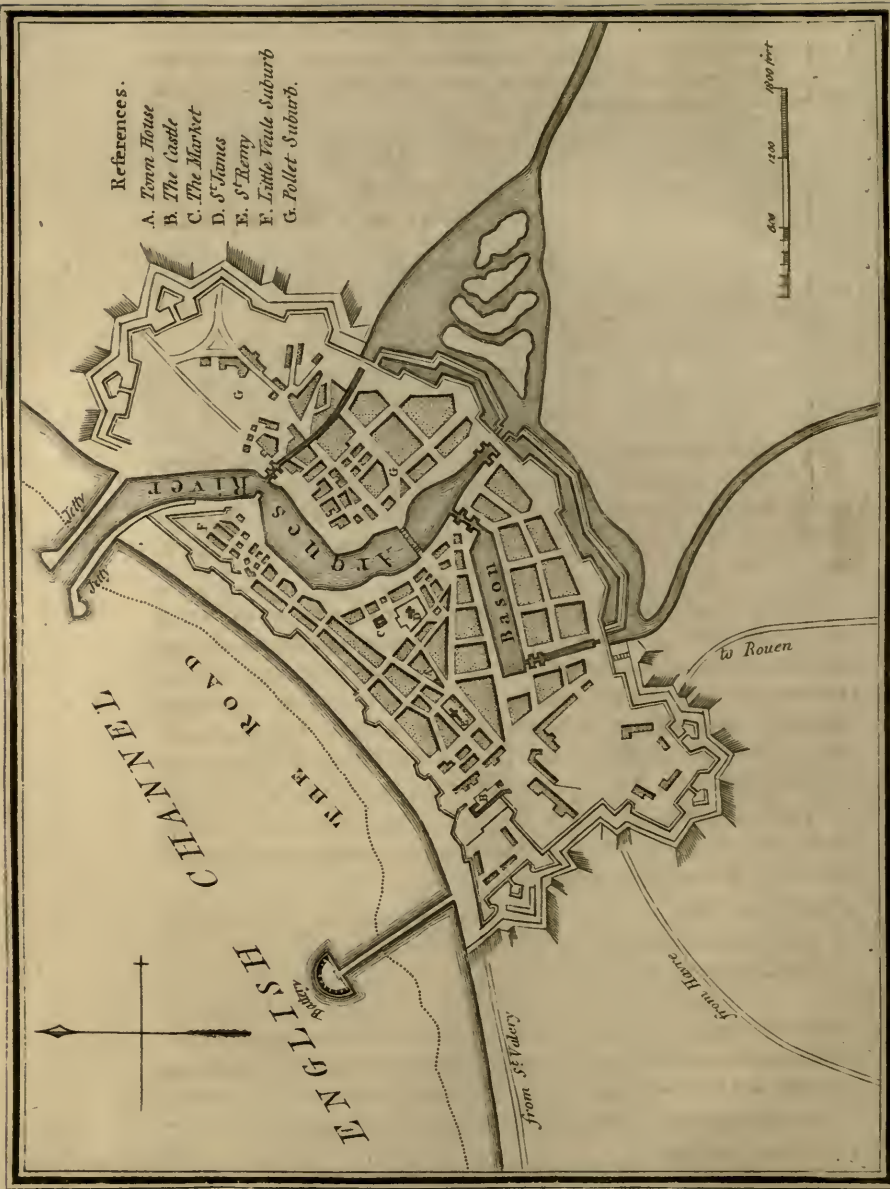 References.
A. Town House
B. The Castle
C. The Market
D. St. James
E. St. Remy
F. Little Veule Suburb
G. Pollet Suburb.
ENGLISH CHANNEL
THE ROAD
Jetty
Jetty
River
Arques
Bason
Battery
F
G
G
C
to Rouen
from Havre
from St. Valery
600
1200
1800 feet